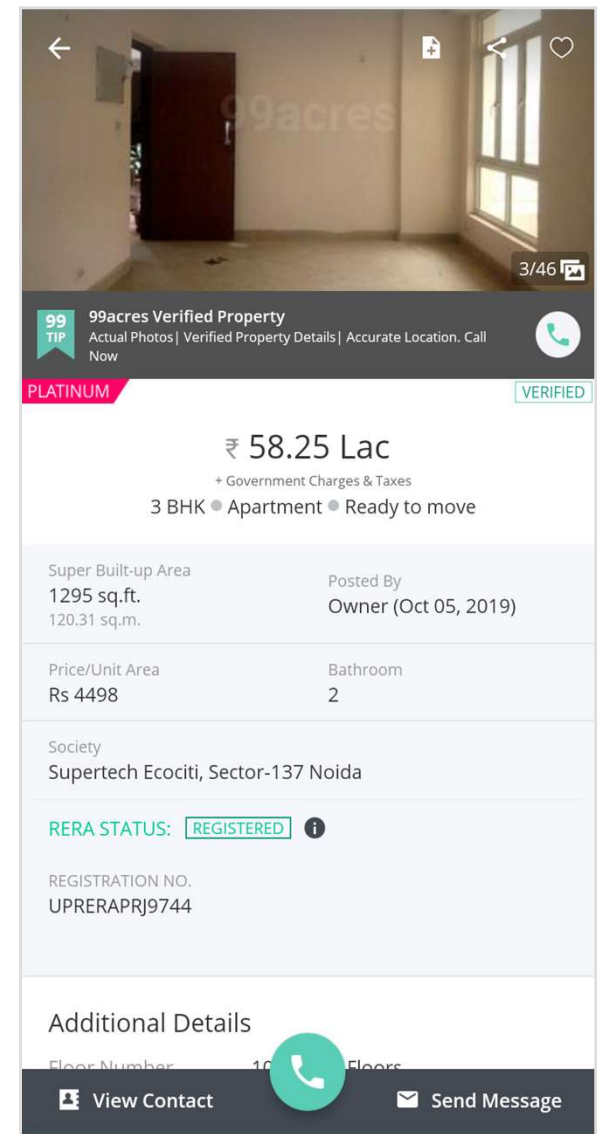 99acres
3/46
99
TIP
99acres Verified Property
Actual Photos| Verified Property Details| Accurate Location. Call
Now
PLATINUM
VERIFIED
₹ 58.25 Lac
+ Government Charges & Taxes
3 BHK ● Apartment ● Ready to move
Super Built-up Area
1295 sq.ft.
120.31 sq.m.
Posted By
Owner (Oct 05, 2019)
Price/Unit Area
Rs 4498
Bathroom
2
Society
Supertech Ecociti, Sector-137 Noida
RERA STATUS: REGISTERED
REGISTRATION NO.
UPRERAPRJ9744
Additional Details
Floor Number Floors
View Contact
Send Message